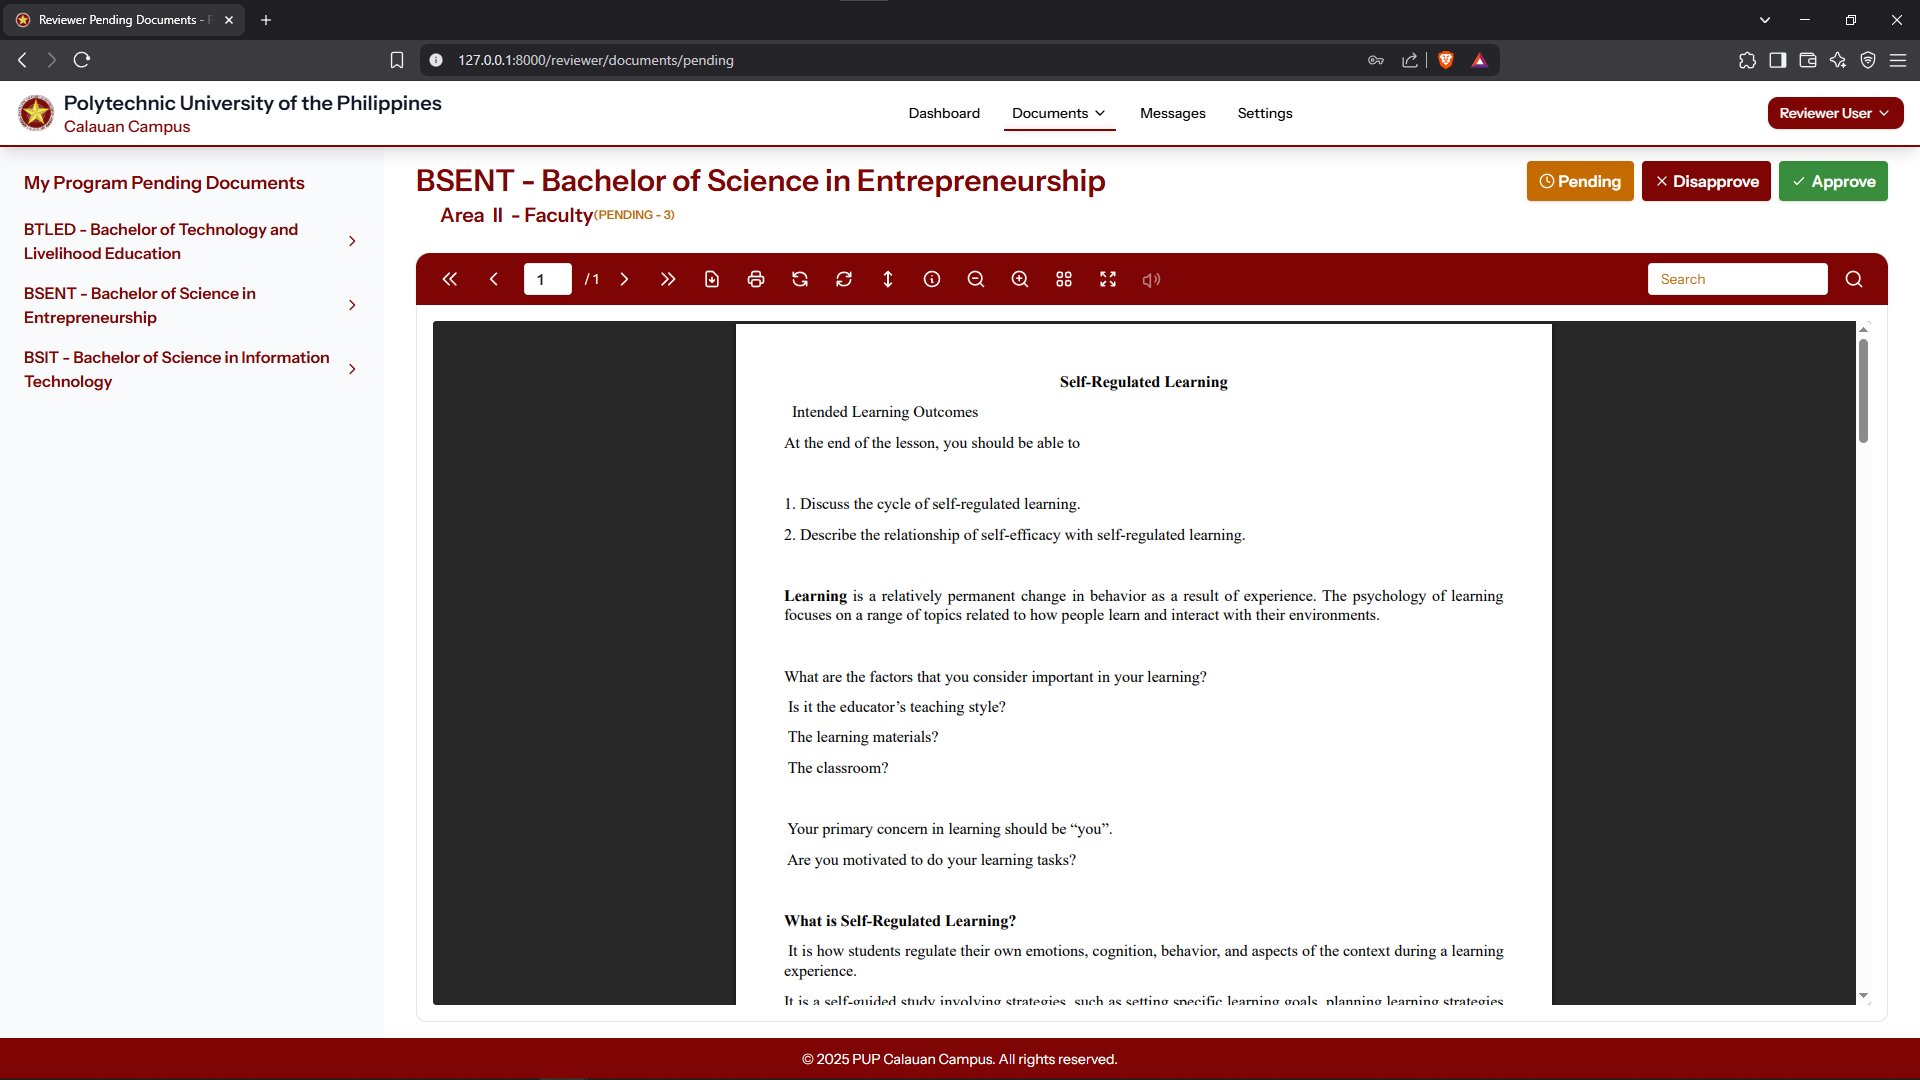 Reviewer Pending Documents -
127.0.0.1:8000/reviewer/documents/pending
Polytechnic University of the Philippines
Calauan Campus
Dashboard
Documents
Messages
Settings
Reviewer User
My Program Pending Documents
BTLED - Bachelor of Technology and
Livelihood Education
BSENT - Bachelor of Science in
Entrepreneurship
BSIT - Bachelor of Science in Information
Technology
BSENT - Bachelor of Science in Entrepreneurship
Area II - Faculty(PENDING - 3)
Pending
Disapprove
Approve
1
/ 1
Search
Self-Regulated Learning
Intended Learning Outcomes
At the end of the lesson, you should be able to
1. Discuss the cycle of self-regulated learning.
2. Describe the relationship of self-efficacy with self-regulated learning.
Learning is a relatively permanent change in behavior as a result of experience. The psychology of learning
focuses on a range of topics related to how people learn and interact with their environments.
What are the factors that you consider important in your learning?
Is it the educator’s teaching style?
The learning materials?
The classroom?
Your primary concern in learning should be “you”.
Are you motivated to do your learning tasks?
What is Self-Regulated Learning?
It is how students regulate their own emotions, cognition, behavior, and aspects of the context during a learning
experience.
It is a self-guided study involving strategies, such as setting specific learning goals, planning learning strategies
© 2025 PUP Calauan Campus. All rights reserved.